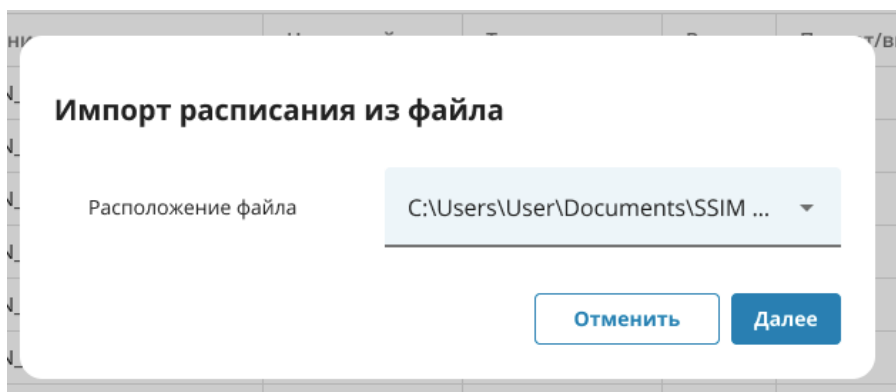 Импорт расписания из файла
Расположение файла
C:\Users\User\Documents\SSIM ...
Отменить
Далее